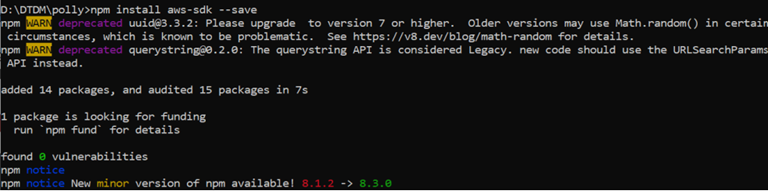 D:\DTDM\polly>npm install aws-sdk --save
npm WARN deprecated uuid@3.3.2: Please upgrade  to version 7 or higher.  Older versions may use Math.random() in certain
 circumstances, which is known to be problematic.  See https://v8.dev/blog/math-random for details.
npm WARN deprecated querystring@0.2.0: The querystring API is considered Legacy. new code should use the URLSearchParams
 API instead.
added 14 packages, and audited 15 packages in 7s
1 package is looking for funding
  run `npm fund` for details
found 0 vulnerabilities
npm notice
npm notice New minor version of npm available! 8.1.2 -> 8.3.0